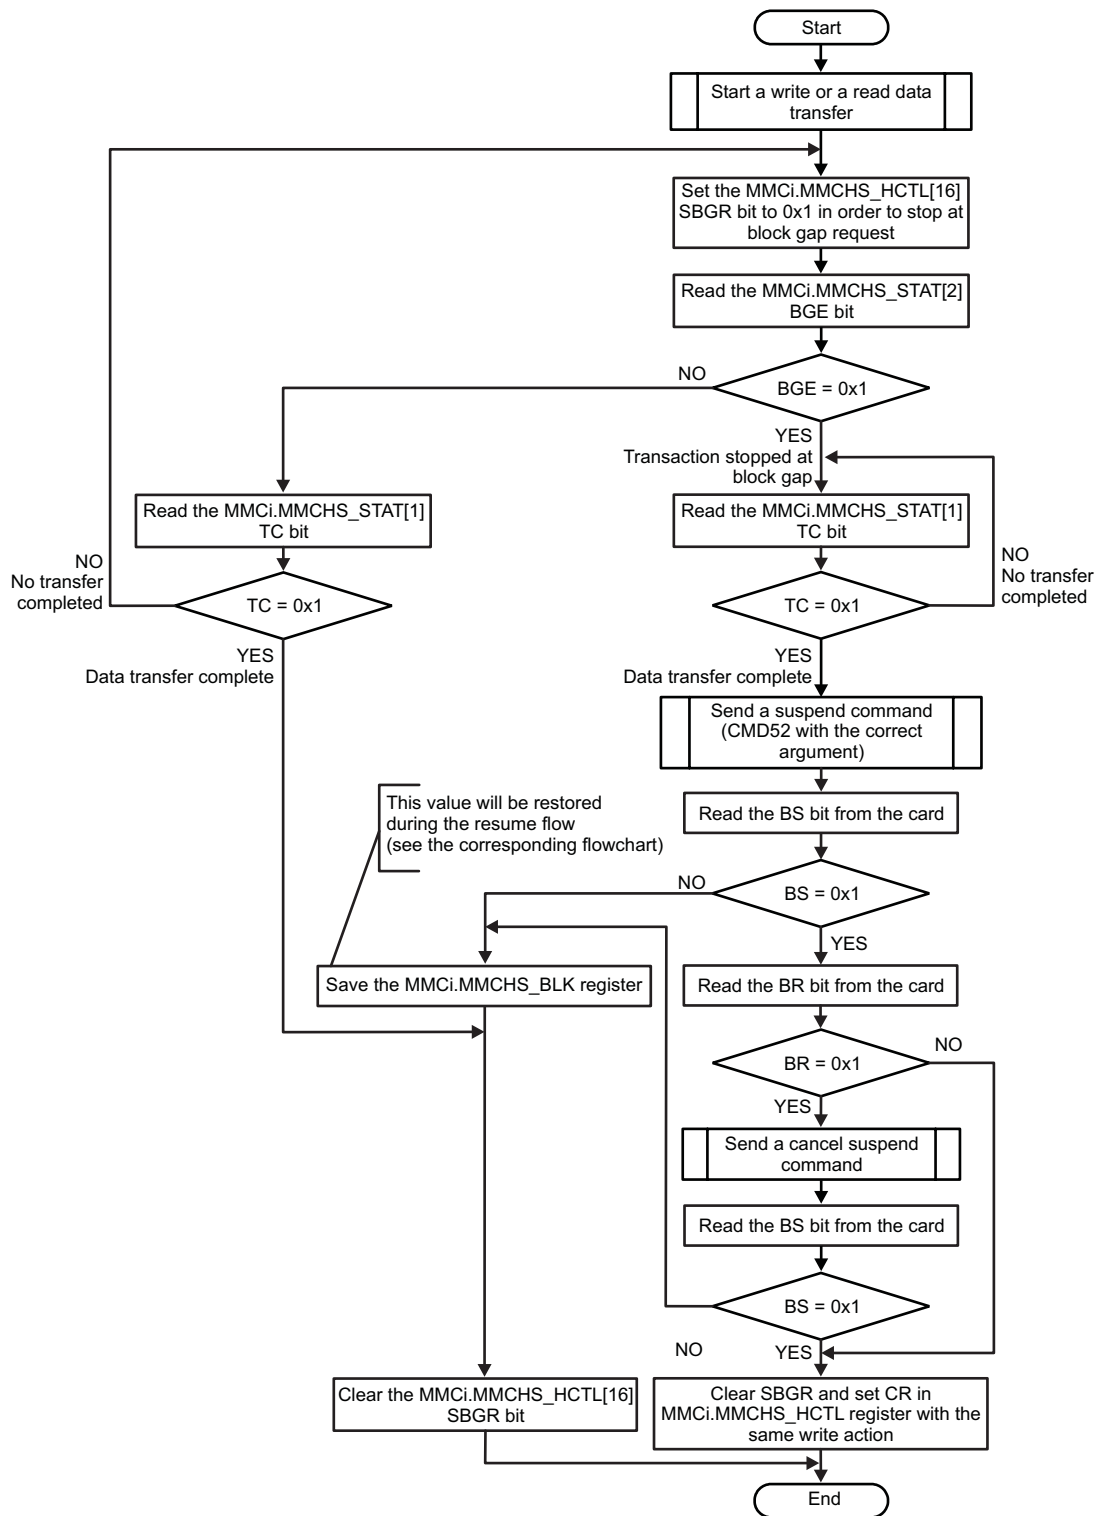 Start
Start a write or a read data
transfer
Set the MMCi.MMCHS_HCTL[16]
SBGR bit to 0x1 in order to stop at
block gap request
Read the MMCi.MMCHS_STAT[2]
BGE bit
NO
BGE = 0x1
YES
Transaction stopped at
block gap
Read the MMCi.MMCHS_STAT[1]
TC bit
Read the MMCi.MMCHS_STAT[1]
TC bit
NO
No transfer
completed
TC = 0x1
TC = 0x1
NO
No transfer
completed
YES
Data transfer complete
YES
Data transfer complete
Send a suspend command
(CMD52 with the correct
argument)
This value will be restored
during the resume flow
(see the corresponding flowchart)
Read the BS bit from the card
NO
BS = 0x1
YES
Save the MMCi.MMCHS_BLK register
Read the BR bit from the card
NO
BR = 0x1
YES
Send a cancel suspend
command
Read the BS bit from the card
BS = 0x1
NO
YES
Clear the MMCi.MMCHS_HCTL[16]
SBGR bit
Clear SBGR and set CR in
MMCi.MMCHS_HCTL register with the
same write action
End